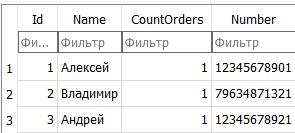 Id Name CountOrders Number
Фи... Фильтр Фильтр Фильтр
1 1 Алексей 1 12345678901
2 2 Владимир 1 79634871321
3 3 Андрей 1 12345678921